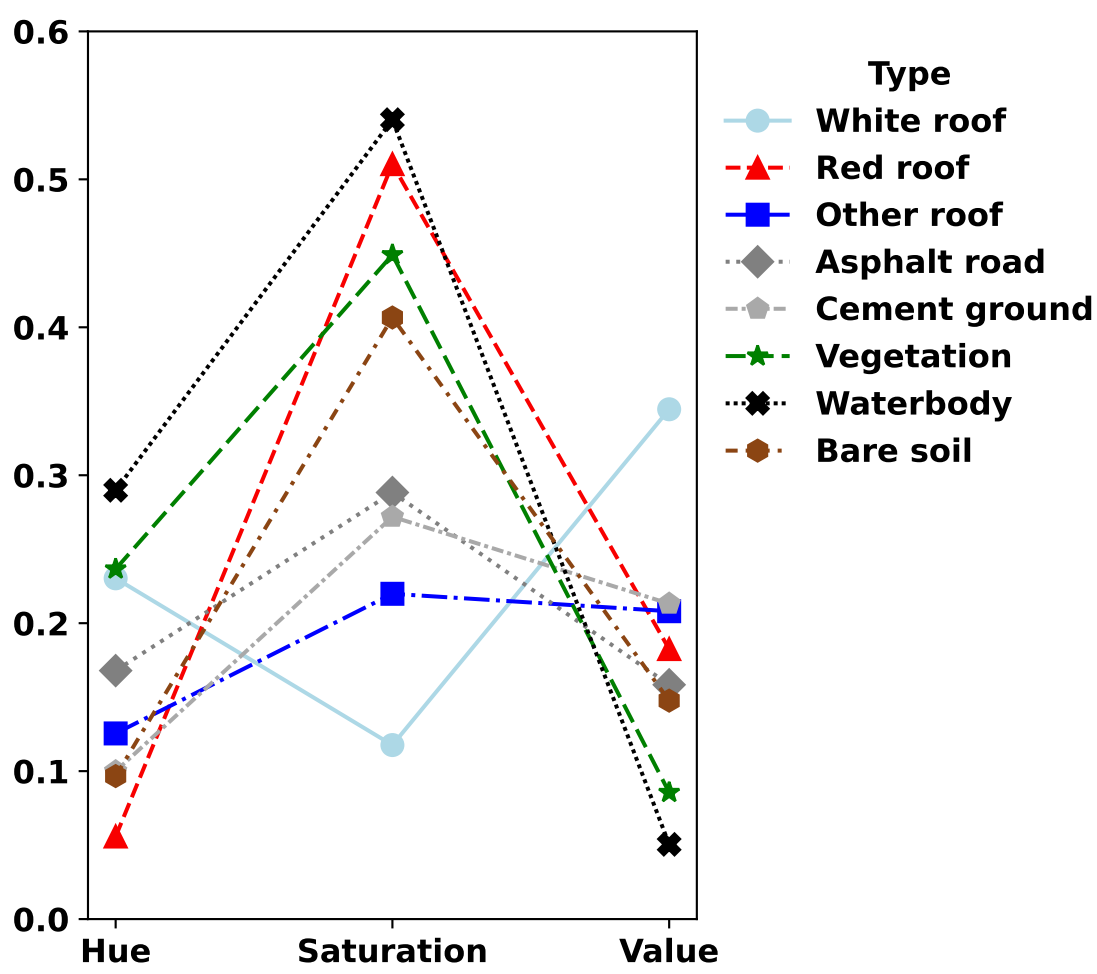 0.6
0.5
0.4
0.3
0.2
0.1
0.0
Hue Saturation Value
Type
White roof
Red roof
Other roof
Asphalt road
Cement ground
Vegetation
Waterbody
Bare soil